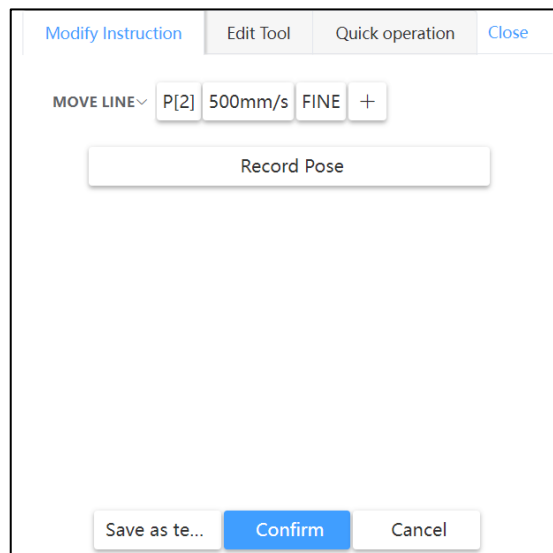 Modify Instruction Edit Tool Quick operation Close
MOVE LINE P[2] 500mm/s FINE +
Record Pose
Save as te... Confirm Cancel